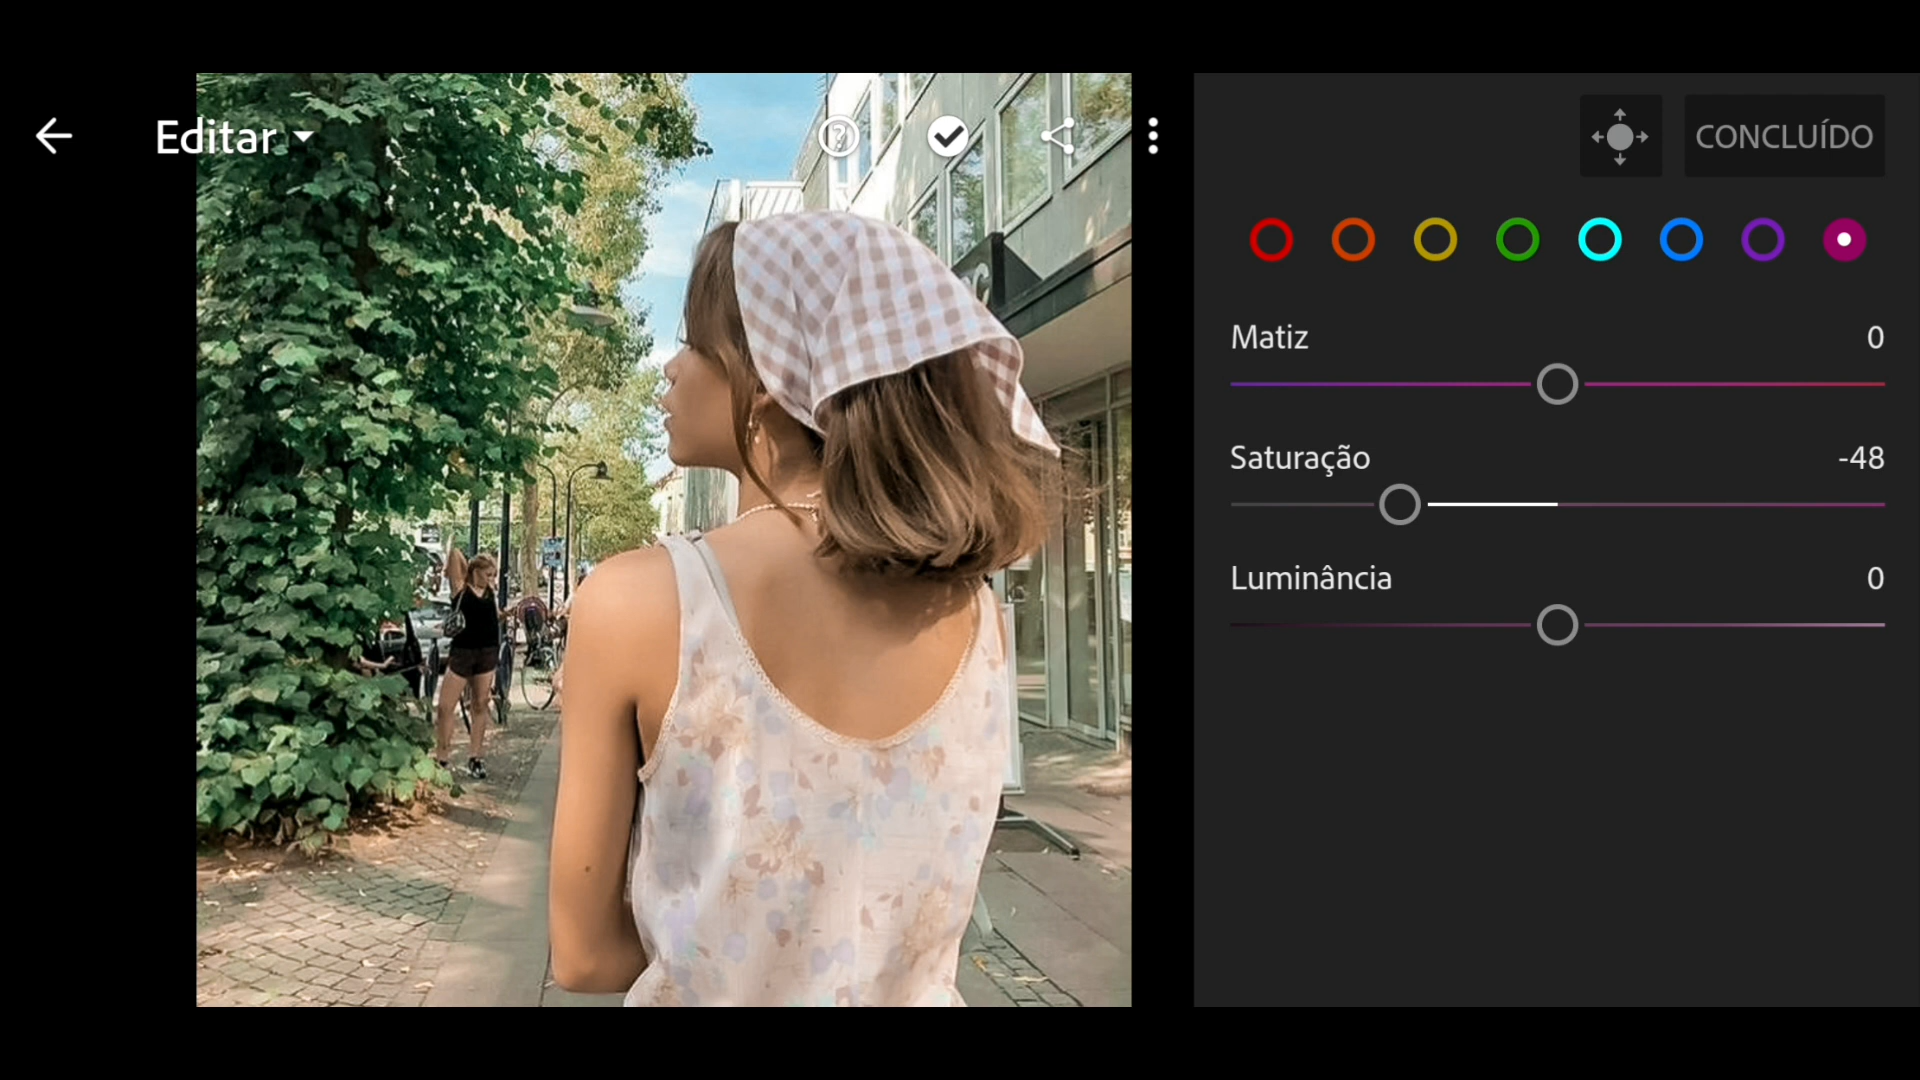 Editar
CONCLUÍDO
Matiz 0
Saturação -48
Luminância 0